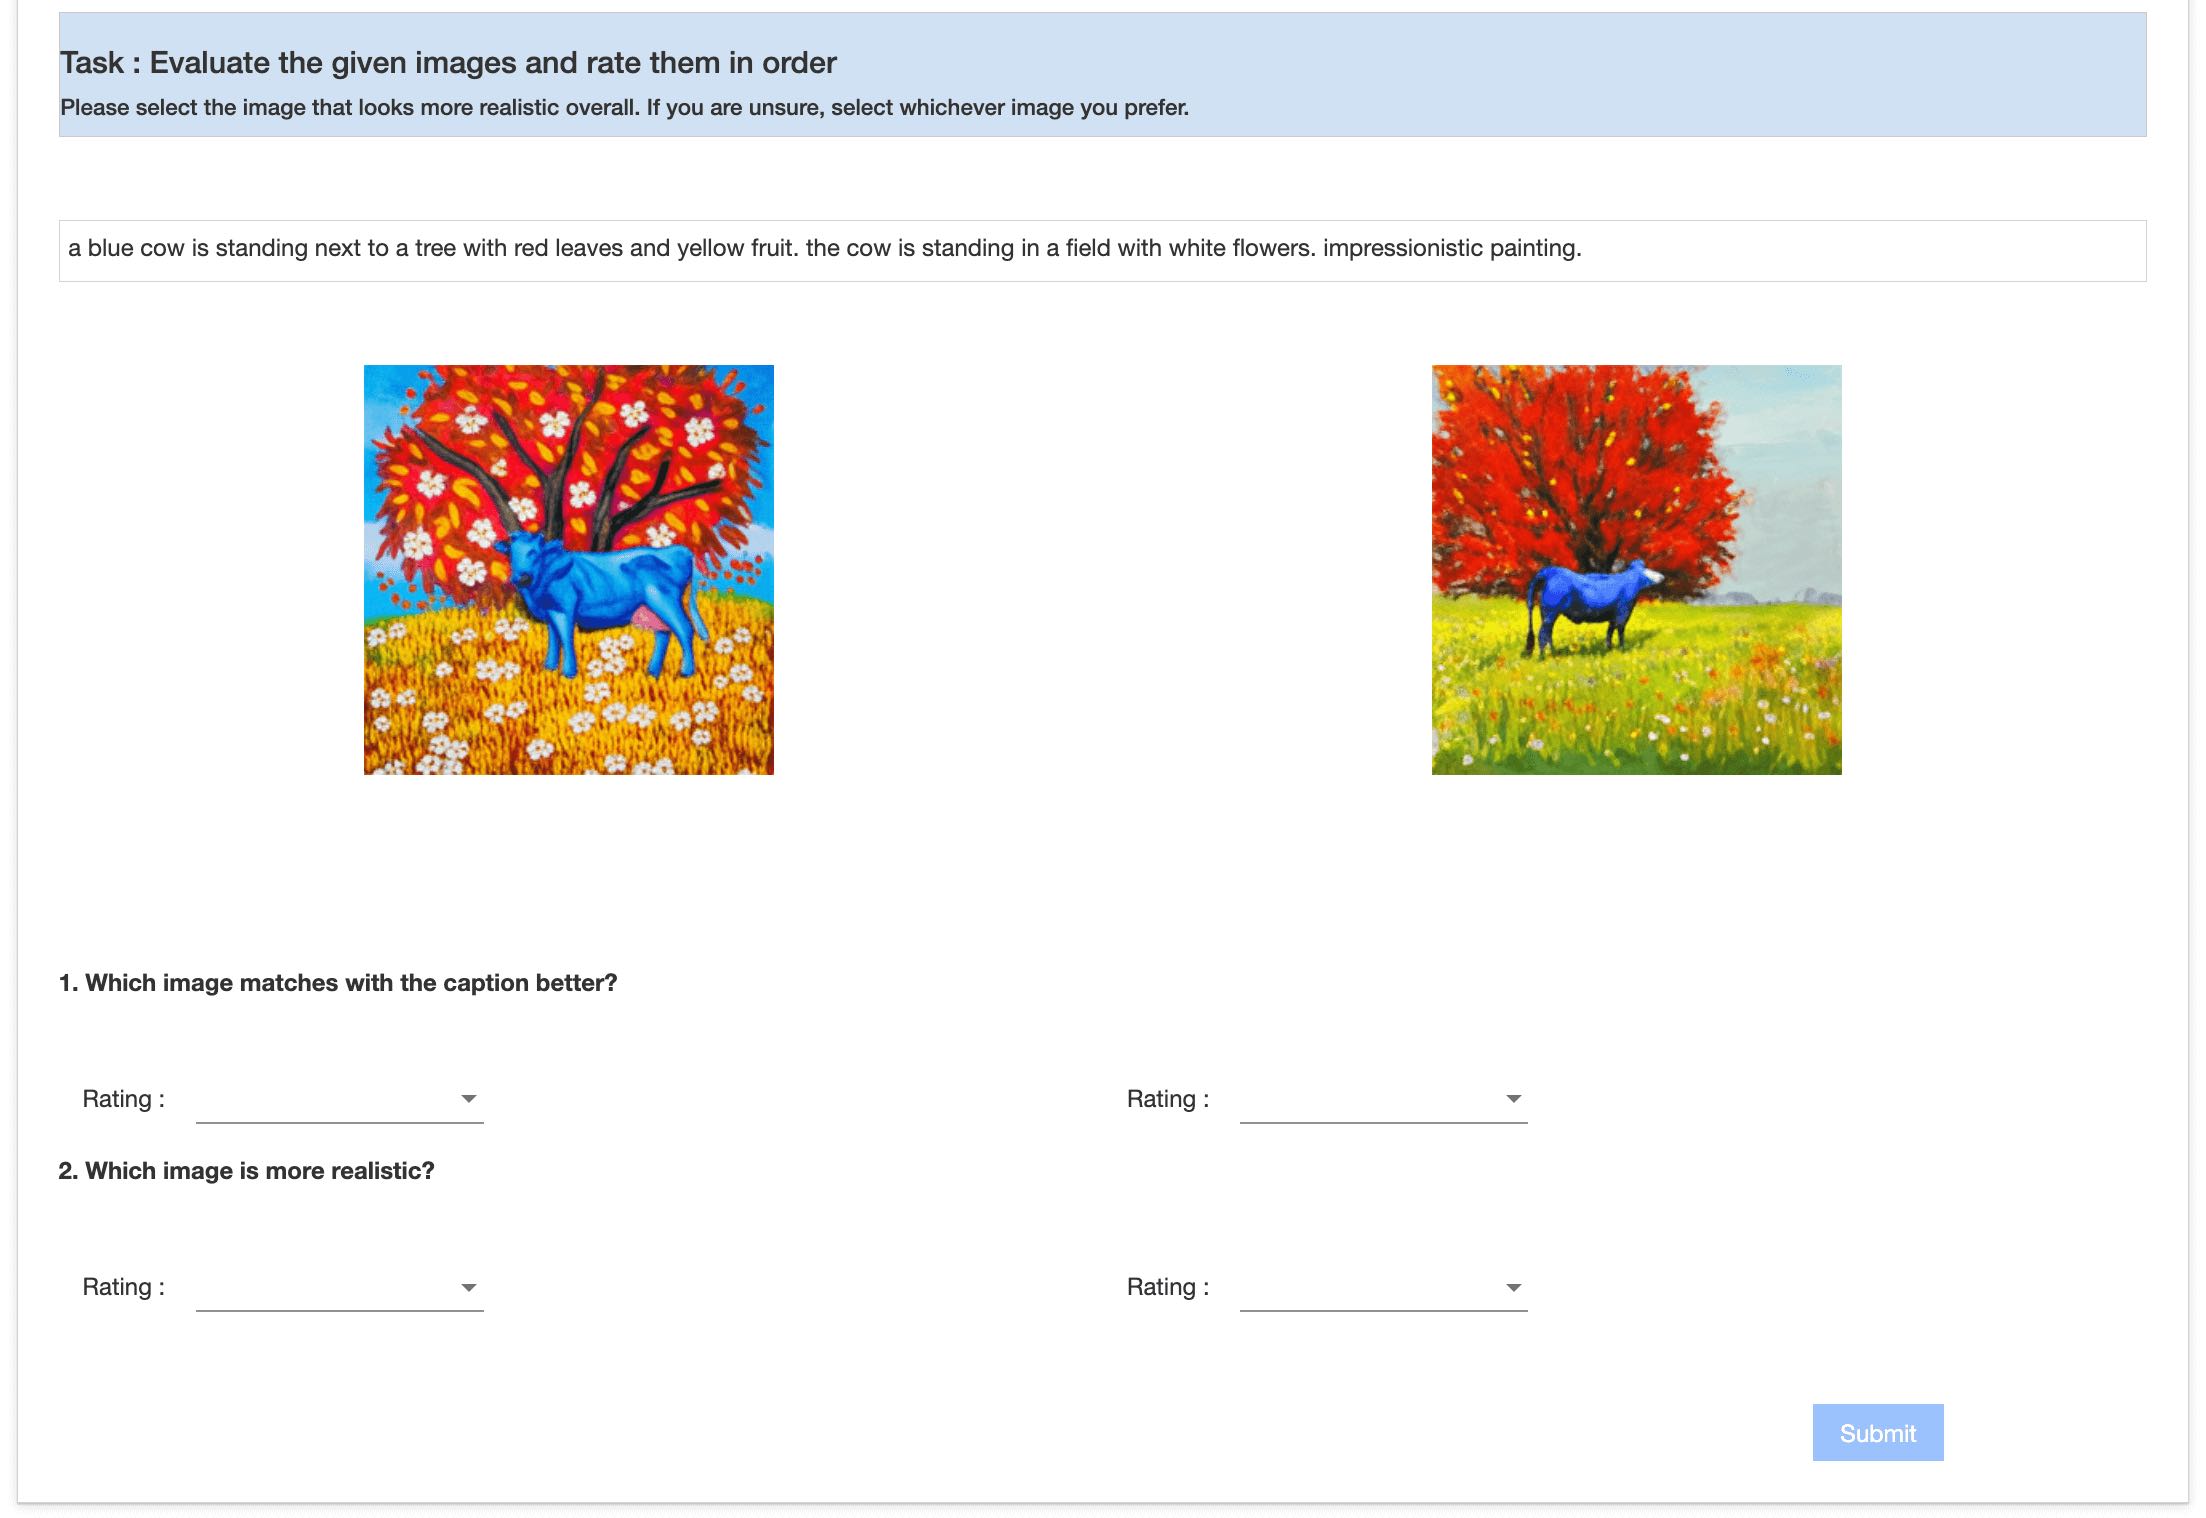 Task : Evaluate the given images and rate them in order
Please select the image that looks more realistic overall. If you are unsure, select whichever image you prefer.
a blue cow is standing next to a tree with red leaves and yellow fruit. the cow is standing in a field with white flowers. impressionistic painting.
1. Which image matches with the caption better?
Rating :
Rating :
2. Which image is more realistic?
Rating :
Rating :
Submit